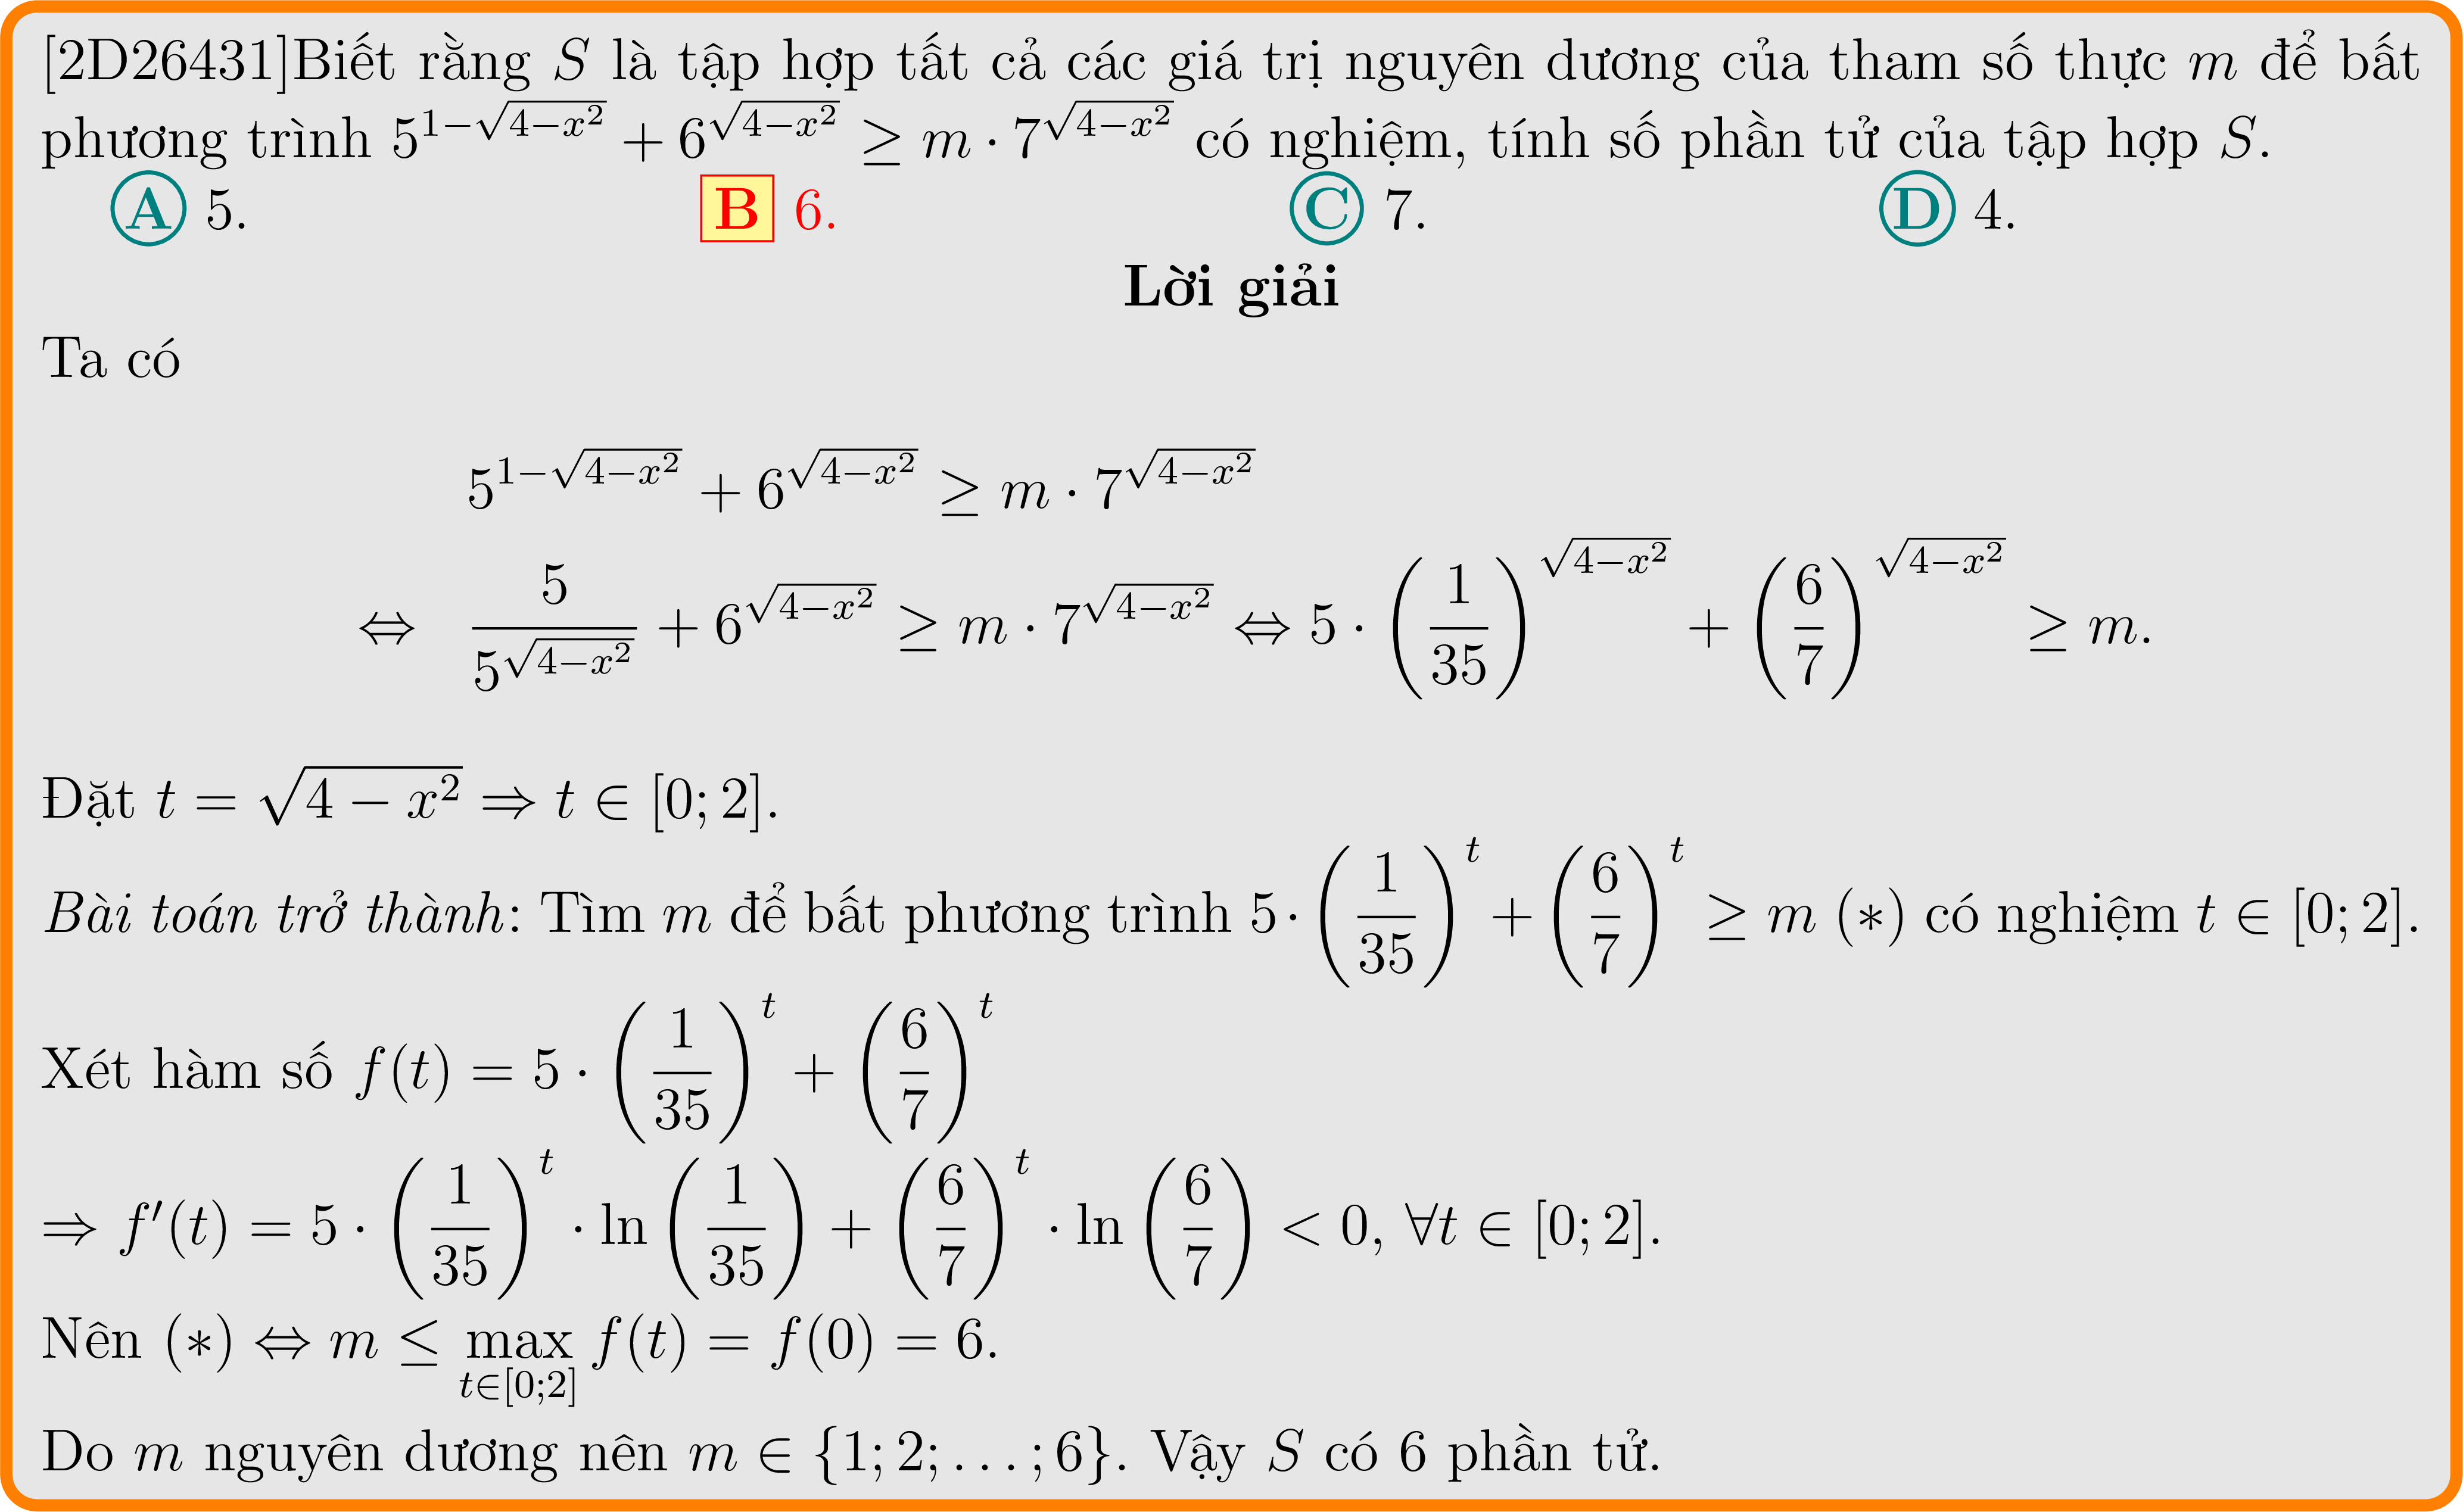 [2D26431]Biết rằng $S$ là tập hợp tất cả các giá trị nguyên dương của tham số thực $m$ để bất
phương trình $5^{1-\sqrt{4-x^2}} + 6^{\sqrt{4-x^2}} \geq m \cdot 7^{\sqrt{4-x^2}}$ có nghiệm, tính số phần tử của tập hợp $S$.
A 5. B 6. C 7. D 4.
Lời giải
Ta có
$5^{1-\sqrt{4-x^2}} + 6^{\sqrt{4-x^2}} \geq m \cdot 7^{\sqrt{4-x^2}}$
$\Leftrightarrow \frac{5}{5^{\sqrt{4-x^2}}} + 6^{\sqrt{4-x^2}} \geq m \cdot 7^{\sqrt{4-x^2}} \Leftrightarrow 5 \cdot \left(\frac{1}{35}\right)^{\sqrt{4-x^2}} + \left(\frac{6}{7}\right)^{\sqrt{4-x^2}} \geq m.$
Đặt $t = \sqrt{4-x^2} \Rightarrow t \in [0; 2]$.
Bài toán trở thành: Tìm $m$ để bất phương trình $5 \cdot \left(\frac{1}{35}\right)^t + \left(\frac{6}{7}\right)^t \geq m$ $(*)$ có nghiệm $t \in [0; 2]$.
Xét hàm số $f(t) = 5 \cdot \left(\frac{1}{35}\right)^t + \left(\frac{6}{7}\right)^t$
$\Rightarrow f'(t) = 5 \cdot \left(\frac{1}{35}\right)^t \cdot \ln\left(\frac{1}{35}\right) + \left(\frac{6}{7}\right)^t \cdot \ln\left(\frac{6}{7}\right) < 0, \forall t \in [0; 2].$
Nên $(*) \Leftrightarrow m \leq \max_{t \in [0;2]} f(t) = f(0) = 6.$
Do $m$ nguyên dương nên $m \in \{1; 2; \ldots; 6\}$. Vậy $S$ có 6 phần tử.